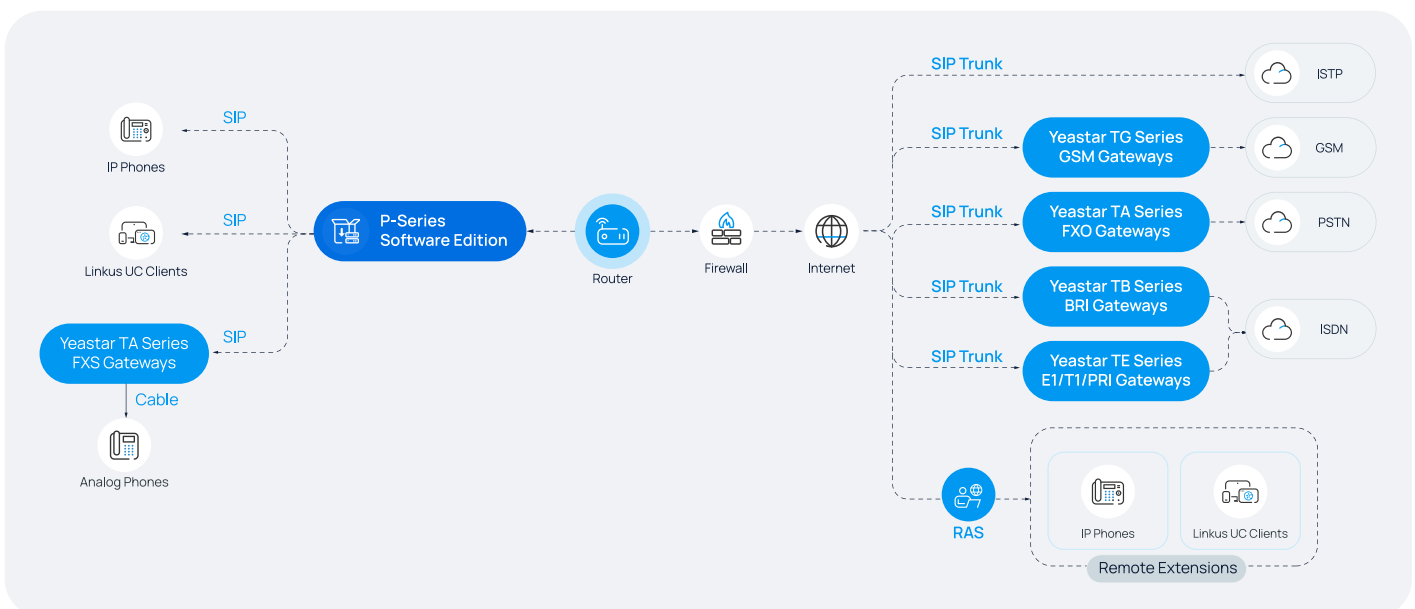 SIP
IP Phones
SIP
Linkus UC Clients
Yeastar TA Series
FXS Gateways
SIP
Cable
Analog Phones
P-Series
Software Edition
Router
Firewall
Internet
SIP Trunk
ISTP
SIP Trunk
Yeastar TG Series
GSM Gateways
GSM
SIP Trunk
Yeastar TA Series
FXO Gateways
PSTN
SIP Trunk
Yeastar TB Series
BRI Gateways
ISDN
SIP Trunk
Yeastar TE Series
E1/T1/PRI Gateways
RAS
IP Phones
Linkus UC Clients
Remote Extensions